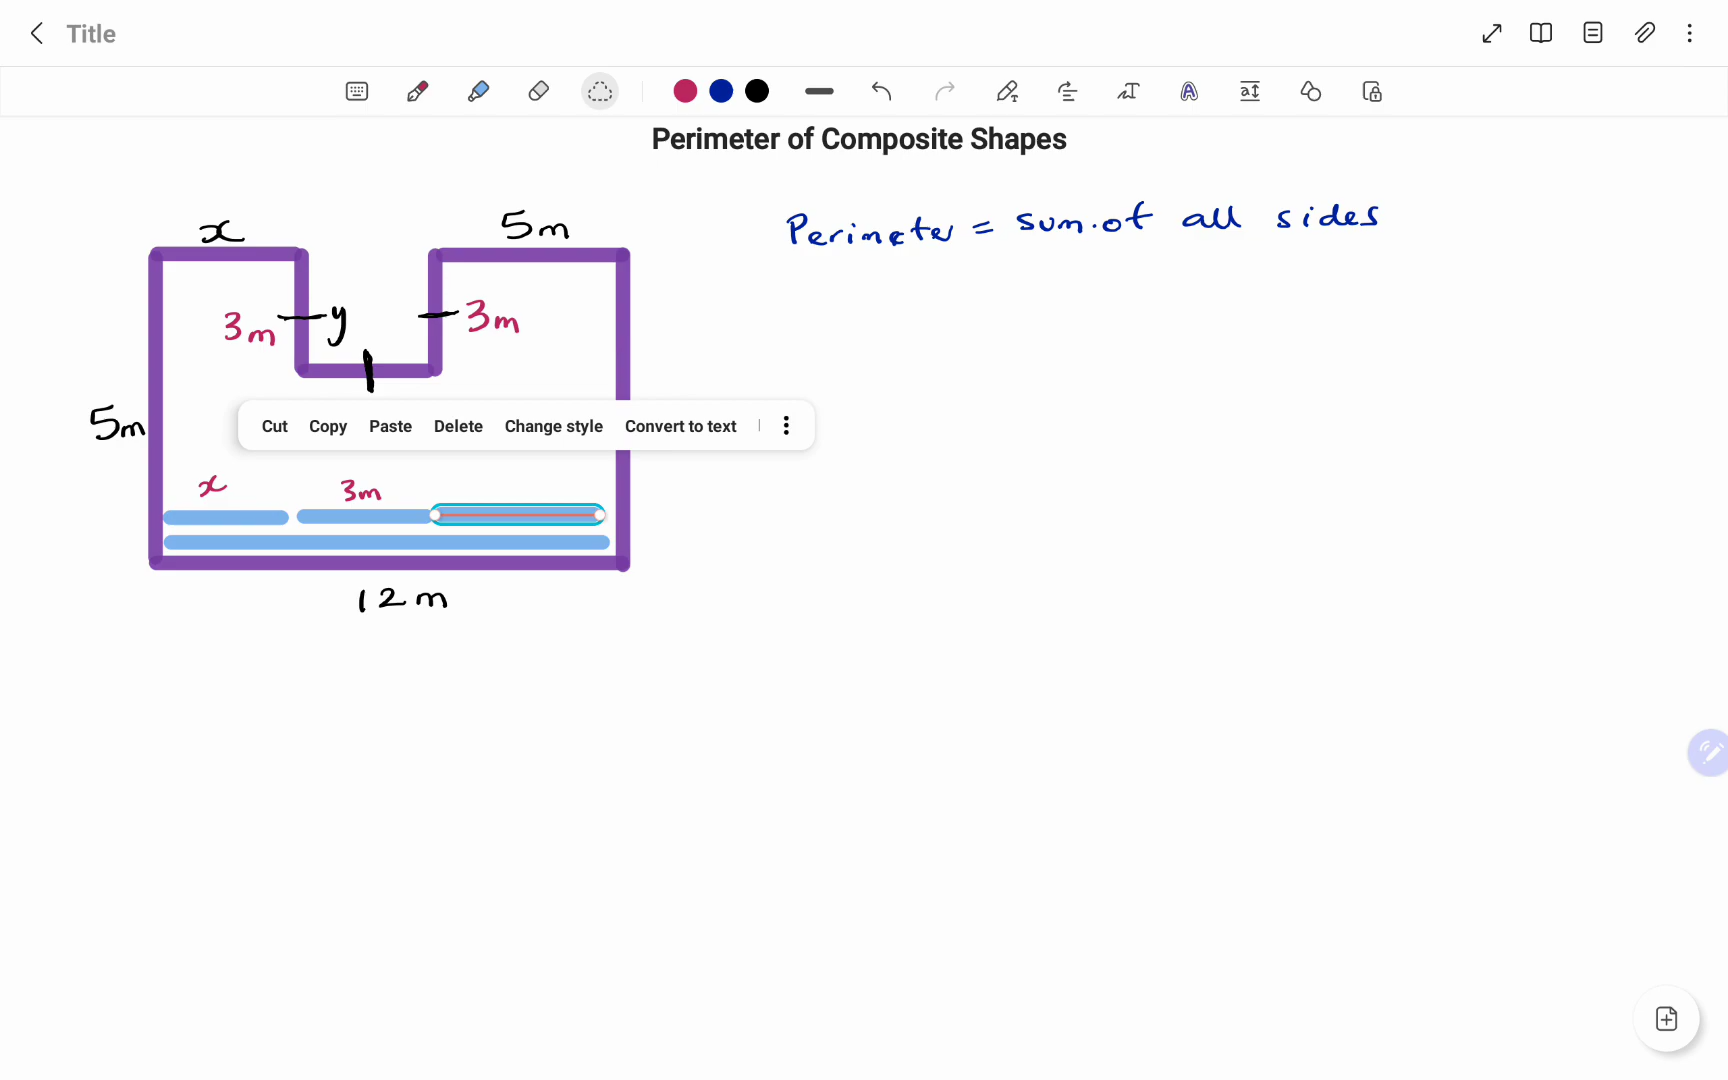 Title
Perimeter of Composite Shapes
x 5m Perimeter = sum of all sides
3m y 3m
5m
Cut Copy Paste Delete Change style Convert to text
x 3m
12m